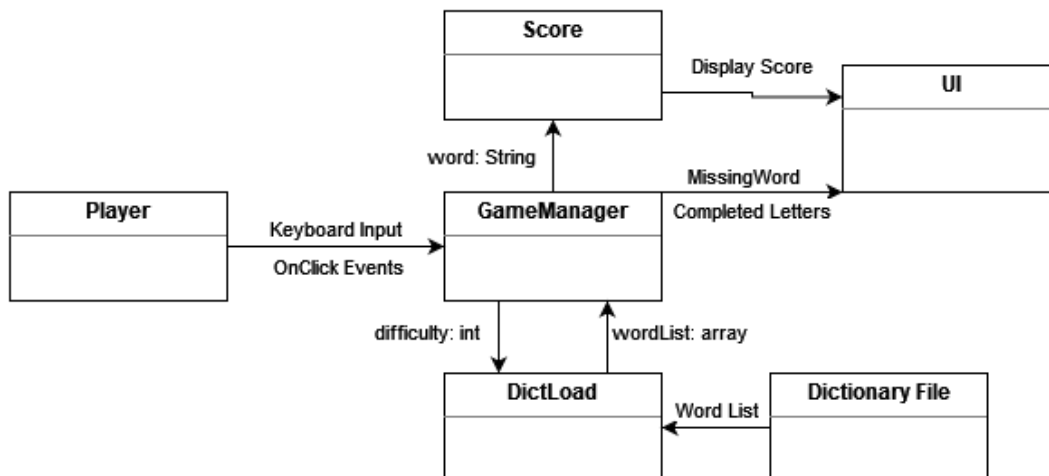 Score
Display Score
UI
word: String
MissingWord
Player
GameManager
Completed Letters
Keyboard Input
OnClick Events
difficulty: int
wordList: array
DictLoad
Word List
Dictionary File